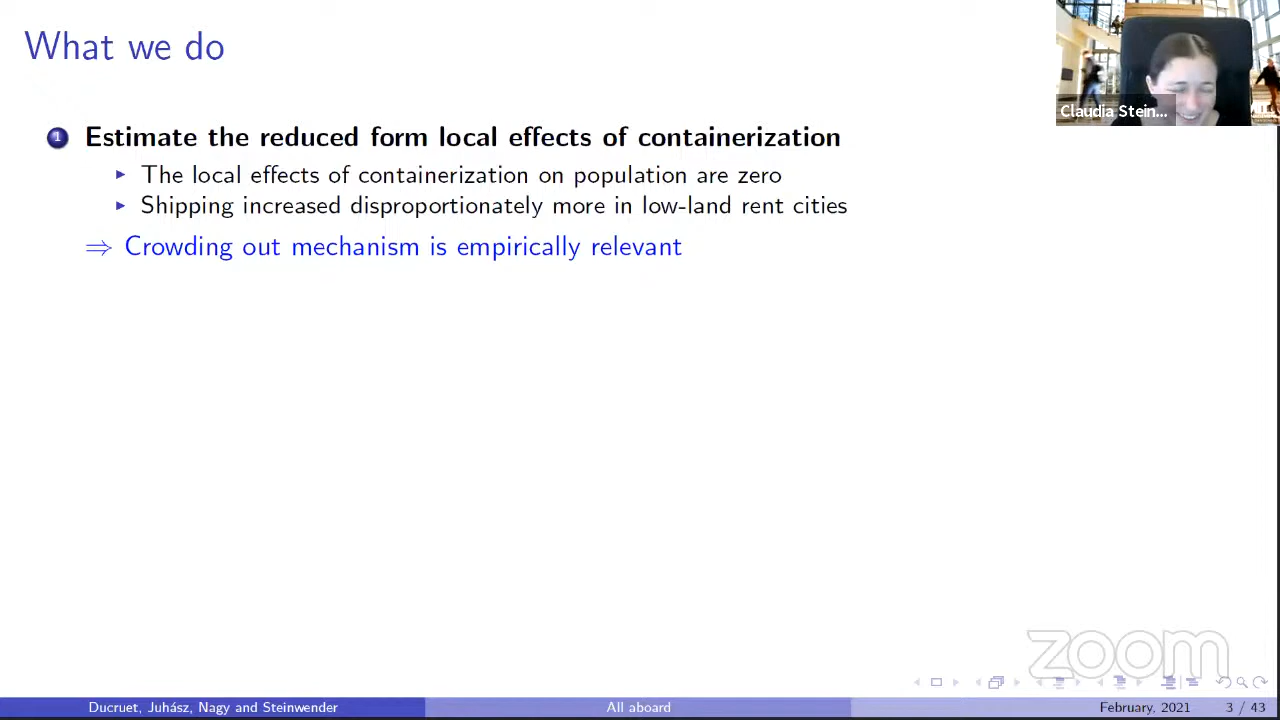 What we do
Claudia Stein...
1 Estimate the reduced form local effects of containerization
The local effects of containerization on population are zero
Shipping increased disproportionately more in low-land rent cities
⇒ Crowding out mechanism is empirically relevant
zoom
Ducruet, Juhász, Nagy and Steinwender
All aboard
February, 2021
3 / 43